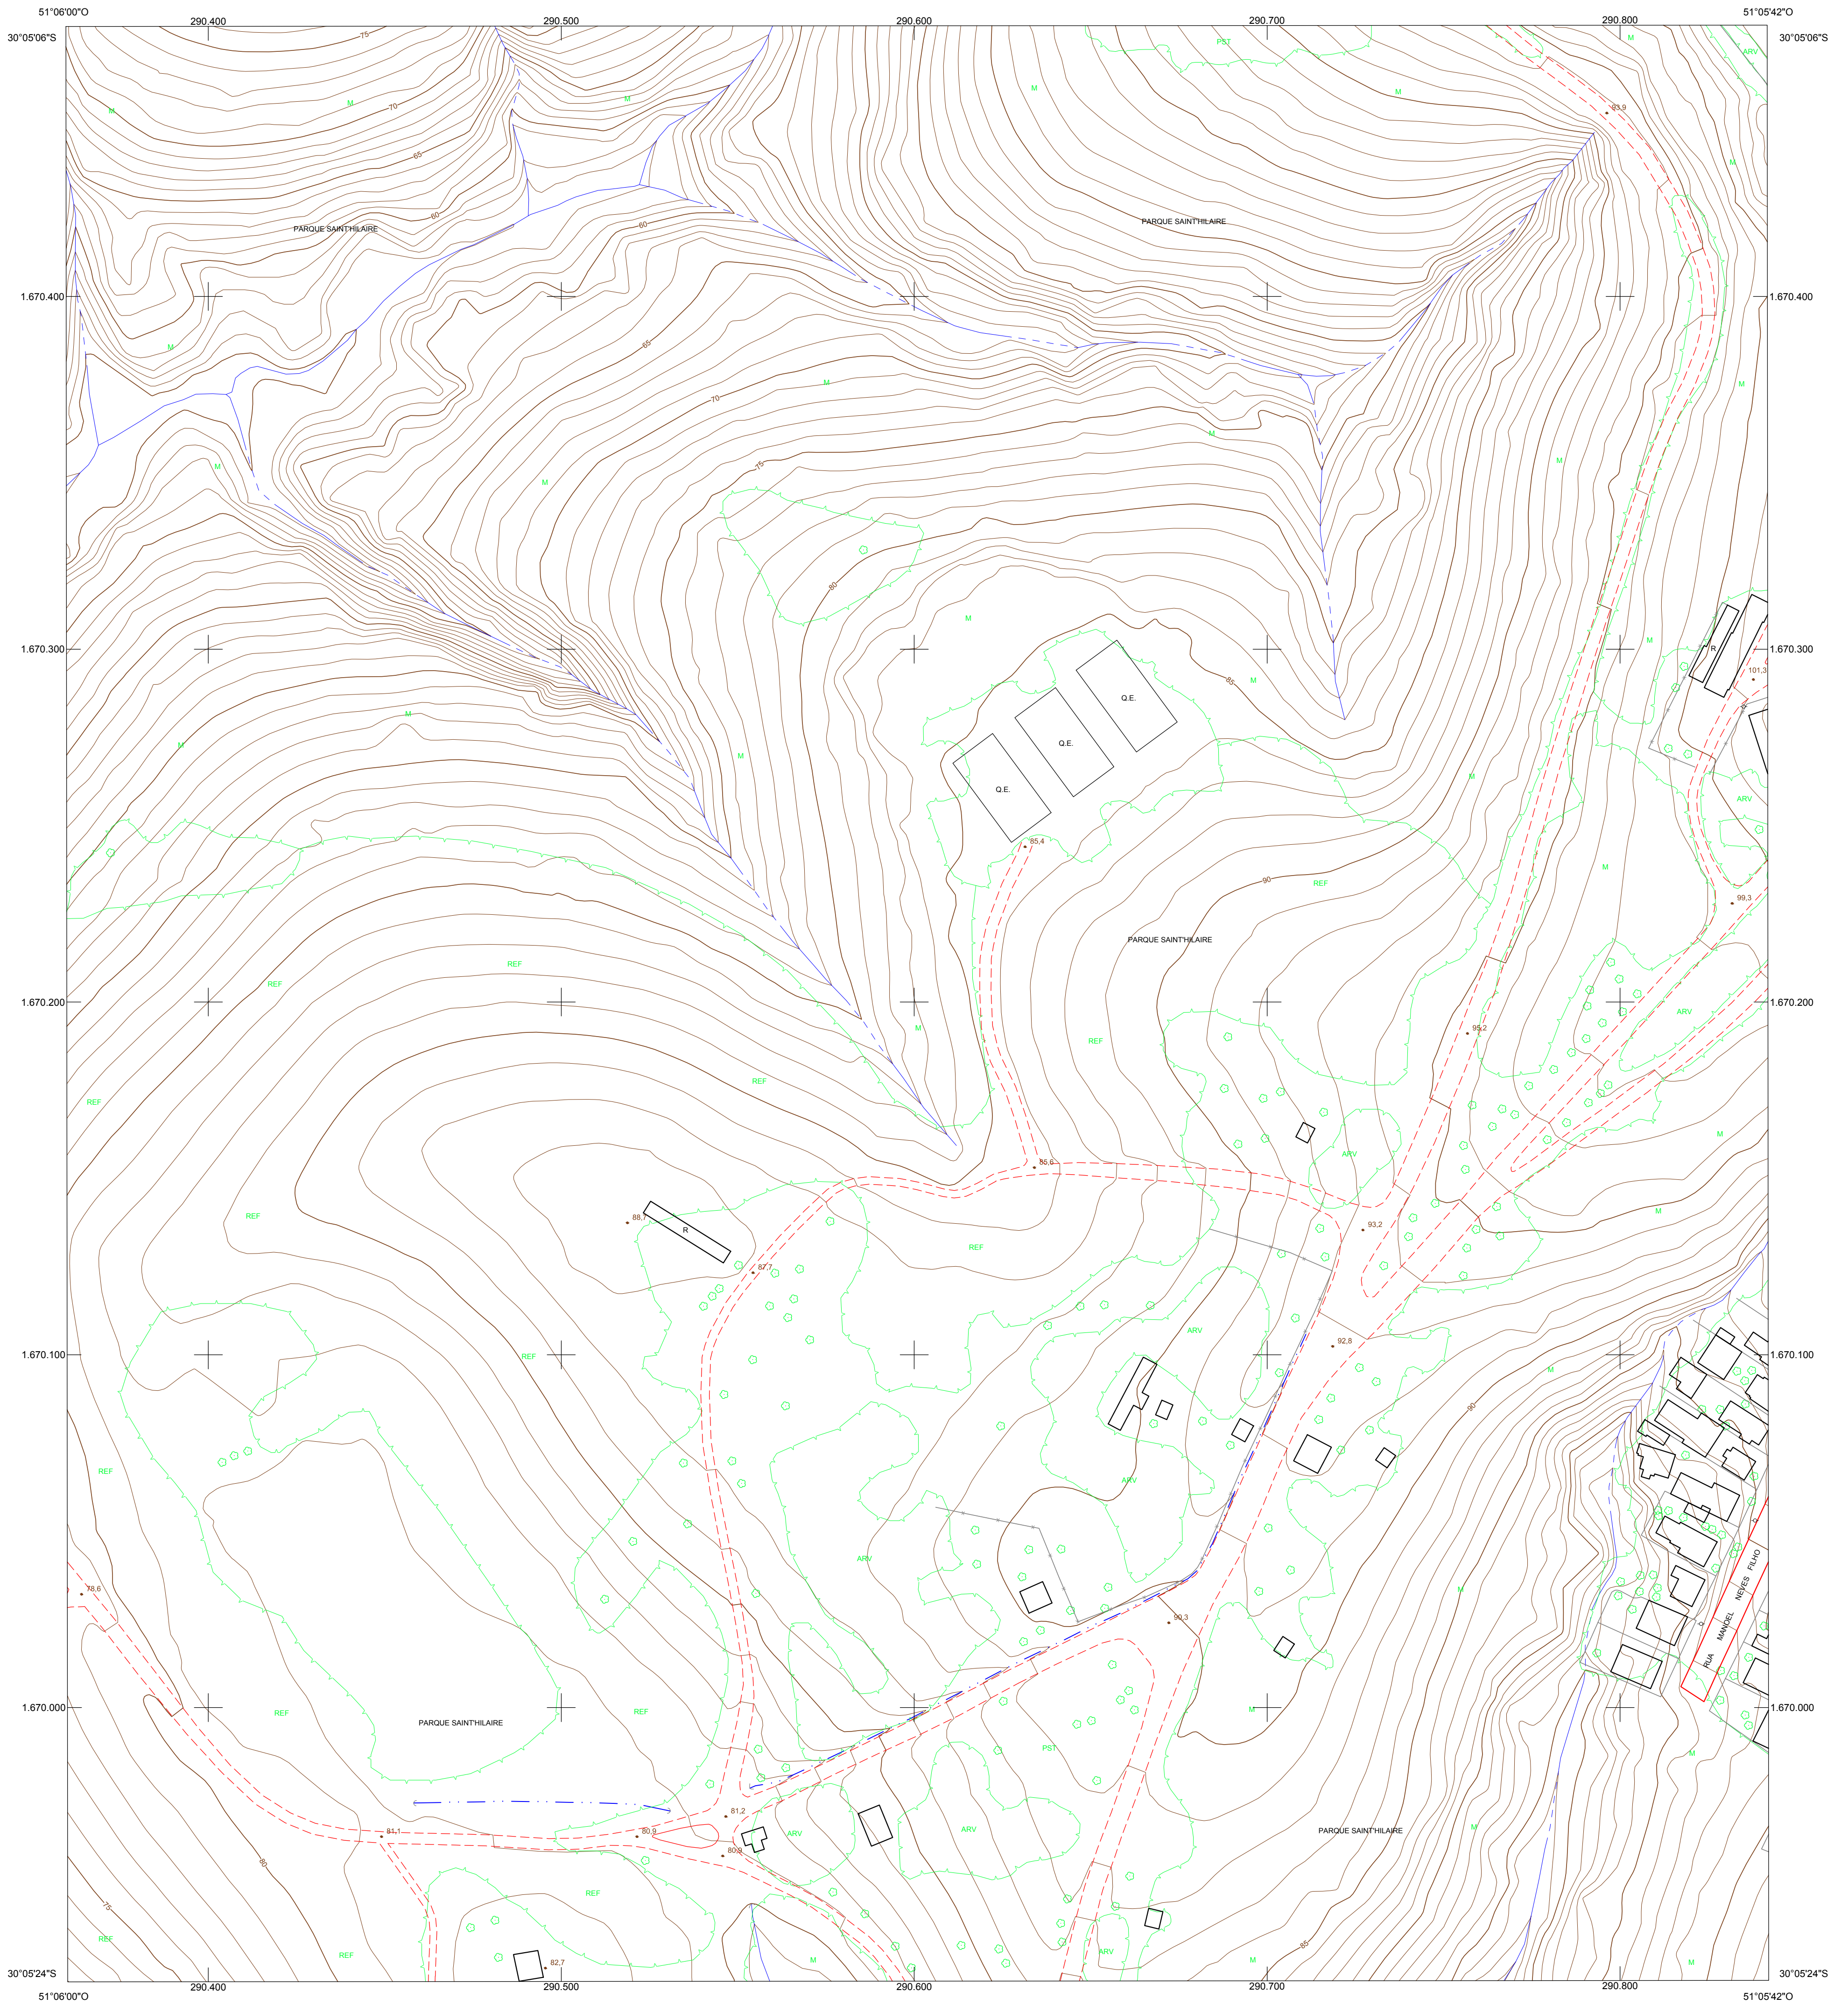 51°06'00"O
290.400
290.500
290.600
290.700
290.800
51°05'42"O
30°05'06"S
30°05'06"S
75
PST
M
ARV
M
M
M
M
M
70
93,9
M
65
M
60
60
PARQUE SAINT'HILAIRE
PARQUE SAINT'HILAIRE
1.670.400
1.670.400
65
M
M
M
70
M
M
M
75
M
M
80
M
M
1.670.300
R
1.670.300
101,3
M
85
Q.E.
M
M
Q.E.
M
M
Q.E.
ARV
85,4
M
90
REF
99,3
PARQUE SAINT'HILAIRE
REF
REF
1.670.200
1.670.200
ARV
M
95,2
REF
REF
REF
M
ARV
85,6
M
REF
88,7
R
93,2
REF
87,7
ARV
92,8
1.670.100
REF
1.670.100
M
90
REF
ARV
ARV
78,6
M
RUA MANOEL NEVES FILHO
90,3
1.670.000
REF
REF
M
1.670.000
PARQUE SAINT'HILAIRE
PST
M
81,2
81,1
80,9
ARV
ARV
PARQUE SAINT'HILAIRE
M
80,9
80
REF
75
REF
REF
82,7
M
ARV
M
85
M
30°05'24"S
30°05'24"S
51°06'00"O
290.400
290.500
290.600
290.700
290.800
51°05'42"O